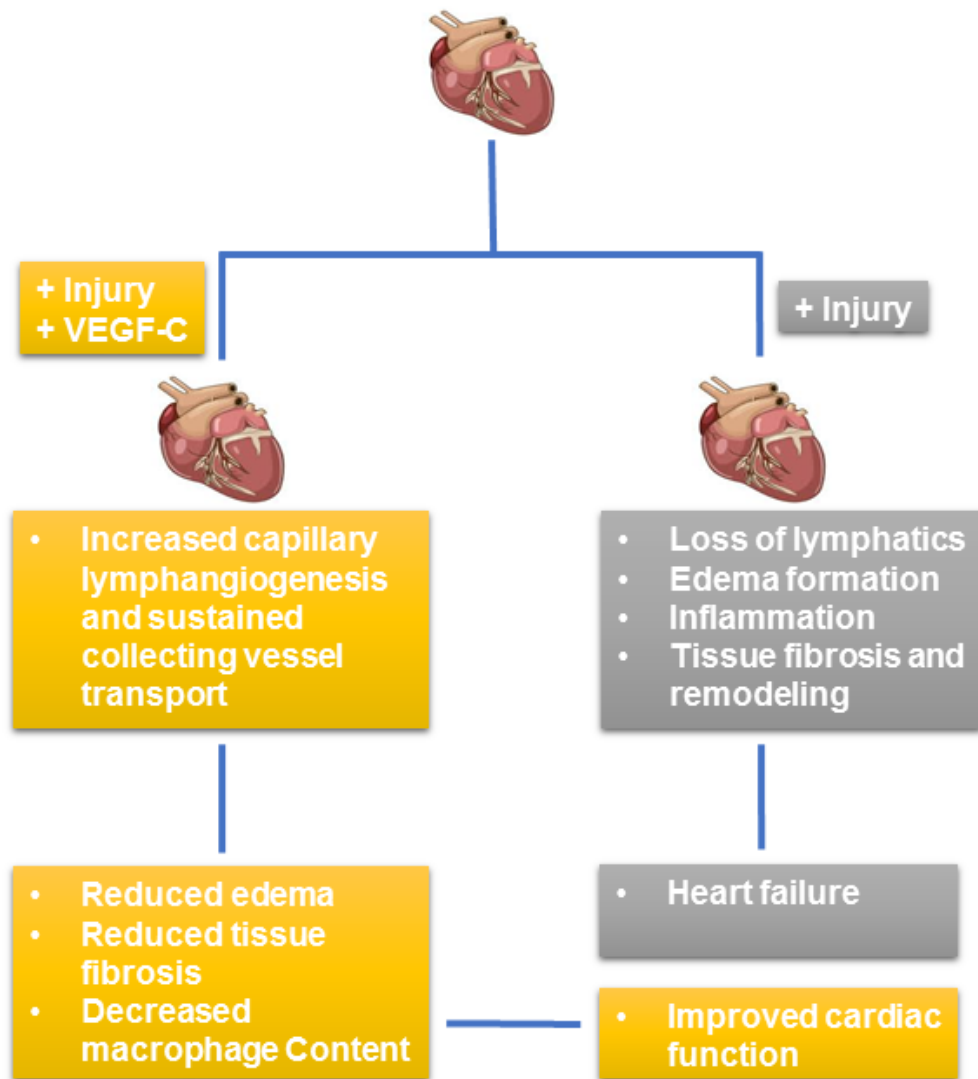 + Injury
+ VEGF-C
+ Injury
• Increased capillary
lymphangiogenesis
and sustained
collecting vessel
transport
• Loss of lymphatics
• Edema formation
• Inflammation
• Tissue fibrosis and
remodeling
• Reduced edema
• Reduced tissue
fibrosis
• Decreased
macrophage Content
• Heart failure
• Improved cardiac
function